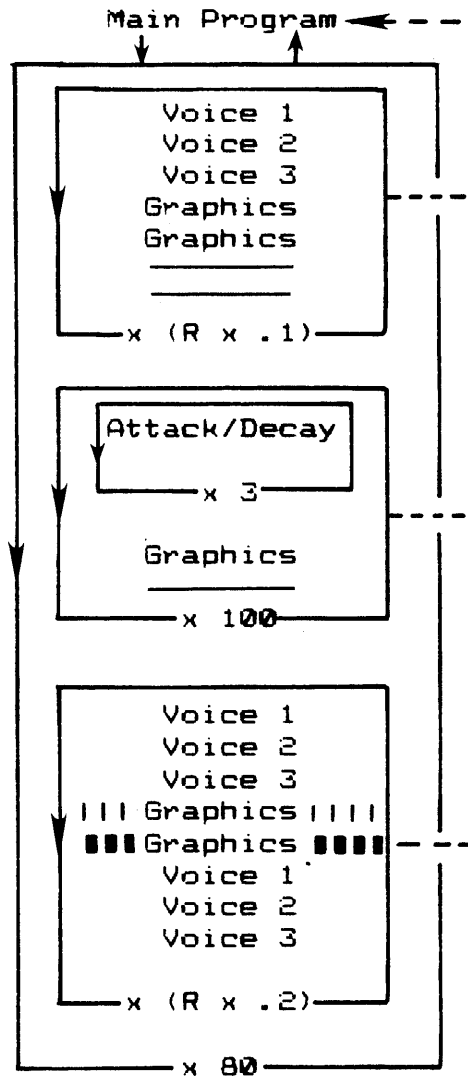 Main Program
Voice 1
Voice 2
Voice 3
Graphics
Graphics
x (R x .1)
Attack/Decay
x 3
Graphics
x 100
Voice 1
Voice 2
Voice 3
Graphics
Graphics
Voice 1
Voice 2
Voice 3
x (R x .2)
x 80